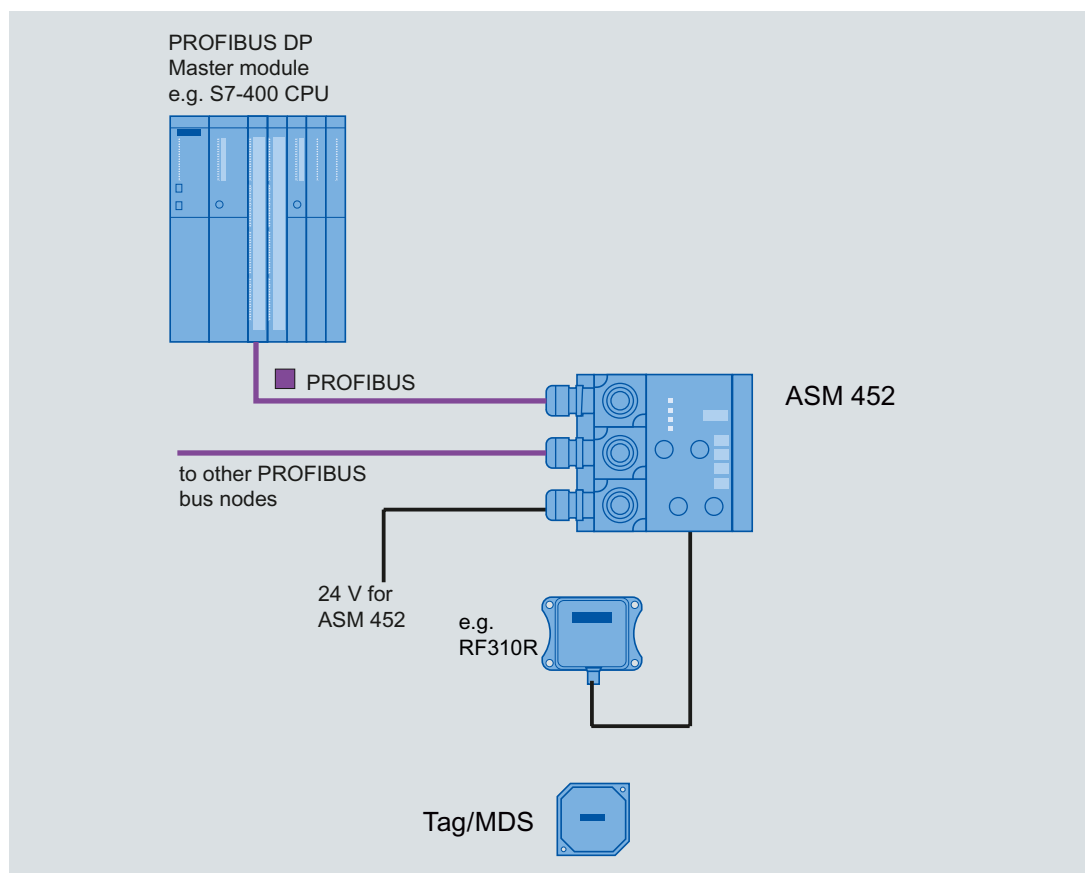 PROFIBUS DP
Master module
e.g. S7-400 CPU
PROFIBUS
ASM 452
to other PROFIBUS
bus nodes
24 V for
ASM 452
e.g.
RF310R
Tag/MDS